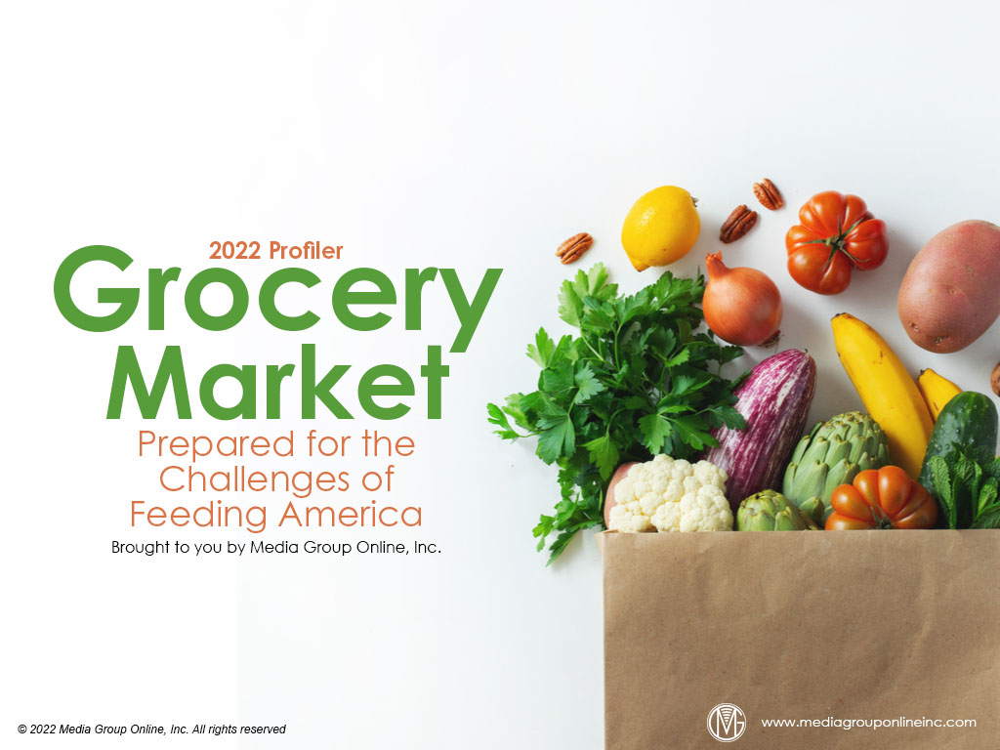 2022 Profiler
Grocery
Market
Prepared for the
Challenges of
Feeding America
Brought to you by Media Group Online, Inc.
© 2022 Media Group Online, Inc. All rights reserved
MG www.mediagrouponlineinc.com